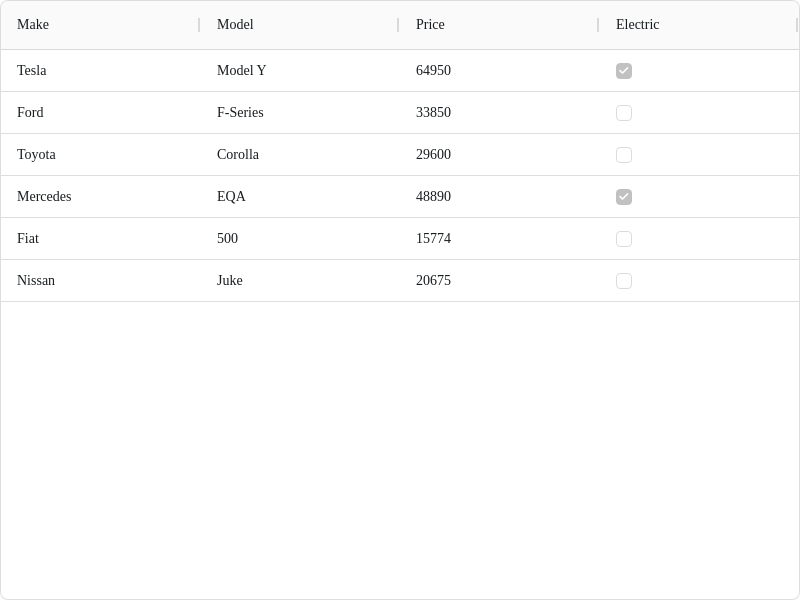 Make Model Price Electric
Tesla Model Y 64950
Ford F-Series 33850
Toyota Corolla 29600
Mercedes EQA 48890
Fiat 500 15774
Nissan Juke 20675